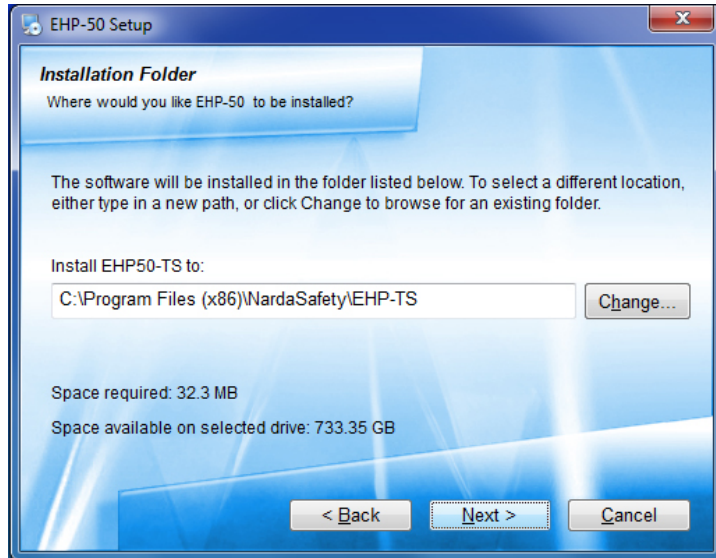 EHP-50 Setup
Installation Folder
Where would you like EHP-50 to be installed?
The software will be installed in the folder listed below. To select a different location,
either type in a new path, or click Change to browse for an existing folder.
Install EHP50-TS to:
C:\Program Files (x86)\NardaSafety\EHP-TS
Change...
Space required: 32.3 MB
Space available on selected drive: 733.35 GB
< Back
Next >
Cancel